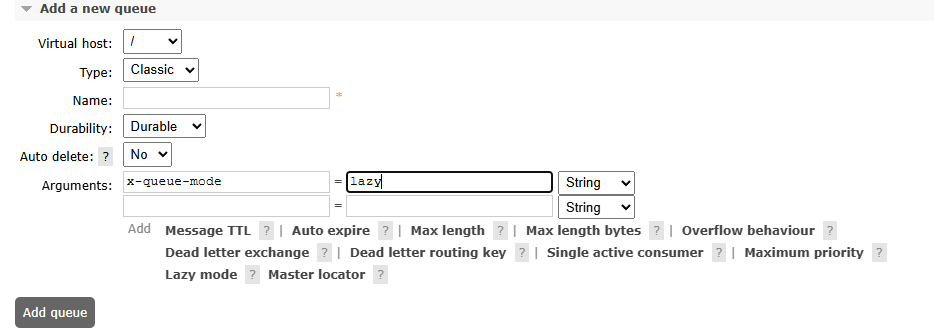 Add a new queue
Virtual host: /
Type: Classic
Name: *
Durability: Durable
Auto delete: ? No
Arguments: x-queue-mode = lazy String
= String
Add Message TTL ? | Auto expire ? | Max length ? | Max length bytes ? | Overflow behaviour ?
Dead letter exchange ? | Dead letter routing key ? | Single active consumer ? | Maximum priority ?
Lazy mode ? Master locator ?
Add queue